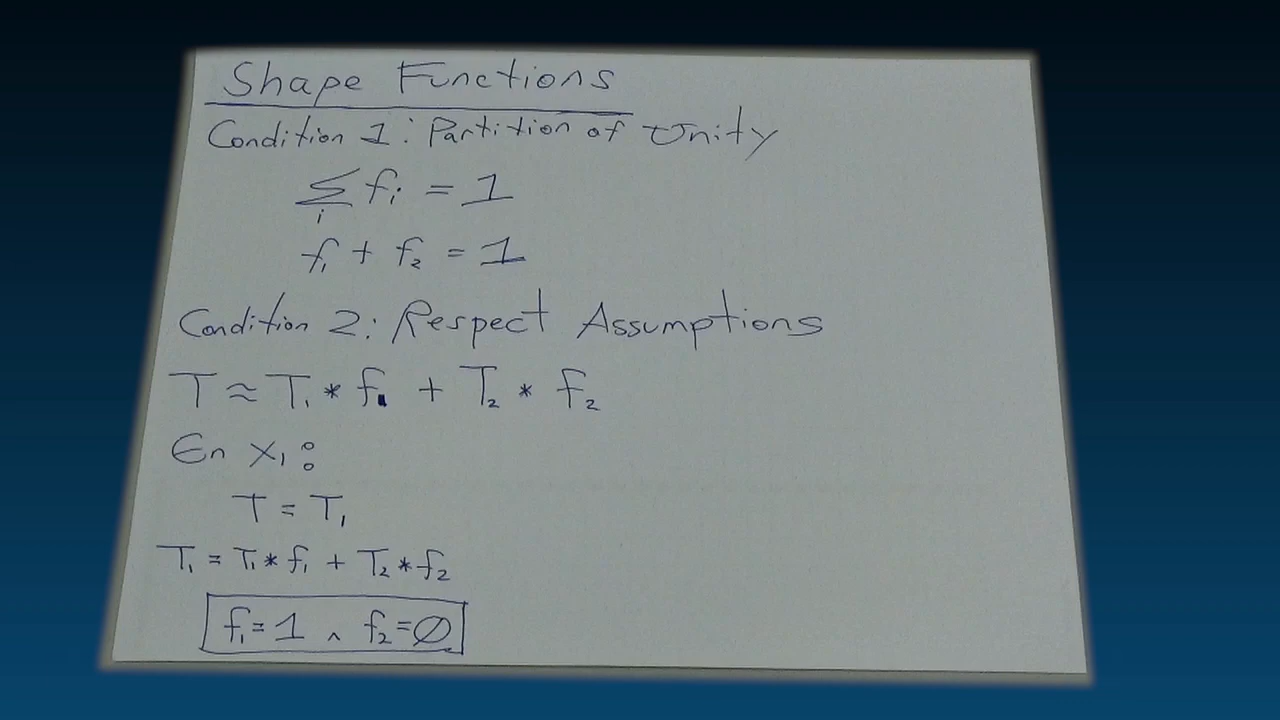 Shape Functions
Condition 1: Partition of Unity
∑ᵢ fᵢ = 1
f₁ + f₂ = 1
Condition 2: Respect Assumptions
T ≈ T₁ * f₁ + T₂ * f₂
En x₁:
T = T₁
T₁ = T₁ * f₁ + T₂ * f₂
f₁ = 1 ∧ f₂ = ∅